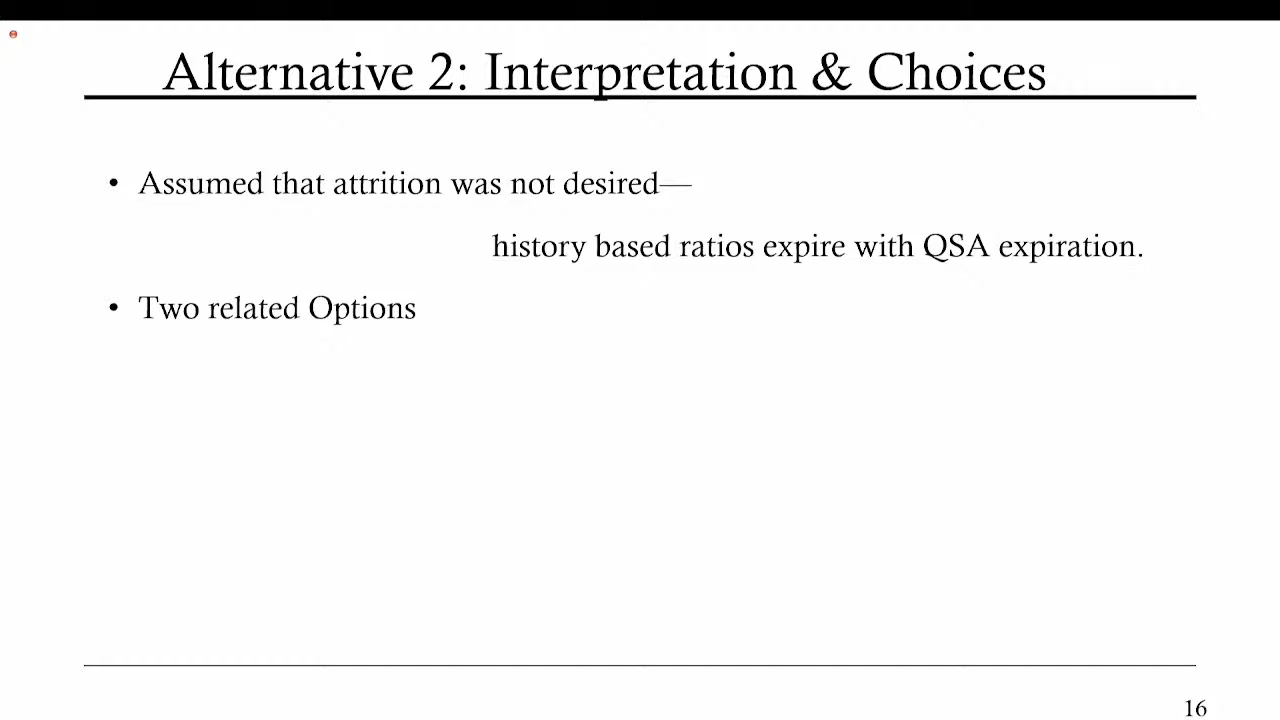 Alternative 2: Interpretation & Choices
• Assumed that attrition was not desired—
history based ratios expire with QSA expiration.
• Two related Options
16